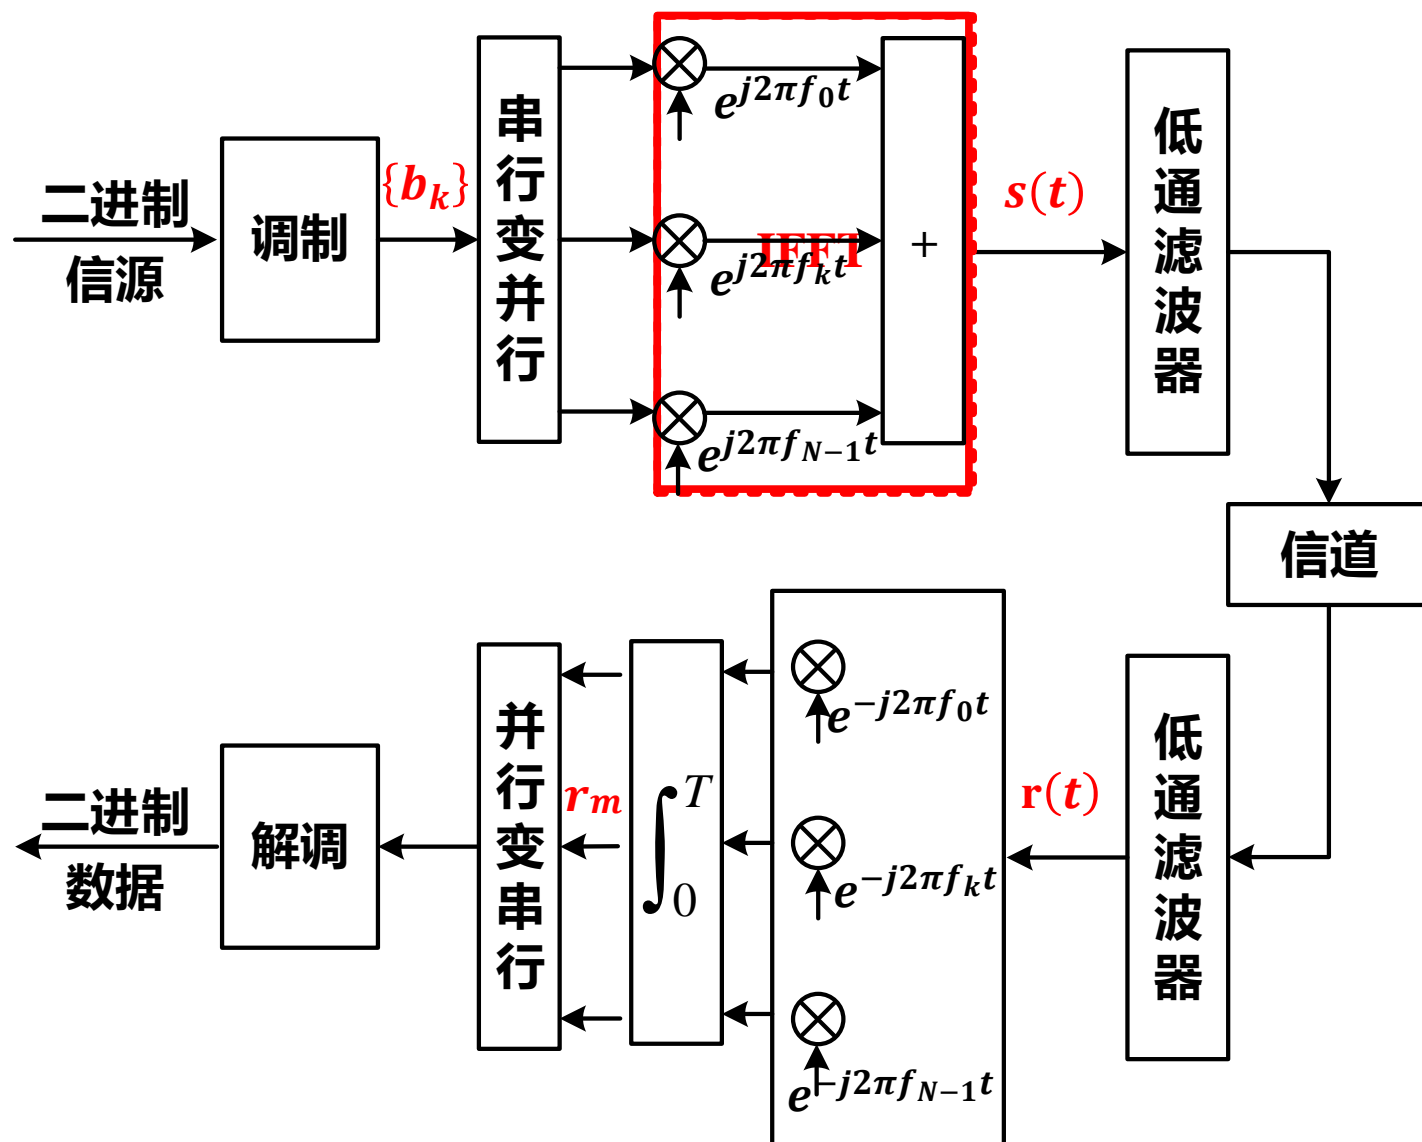 二进制
信源
调制
{b_k}
串行变并行
e^{j2πf_0t}
IFFT
e^{j2πf_kt}
e^{j2πf_{N−1}t}
+
s(t)
低通滤波器
信道
低通滤波器
r(t)
e^{−j2πf_0t}
e^{−j2πf_kt}
e^{−j2πf_{N−1}t}
∫_0^T
r_m
并行变串行
解调
二进制
数据